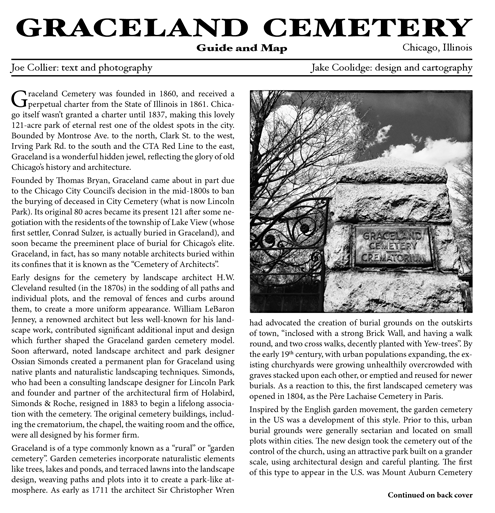 GRACELAND CEMETERY
Guide and Map
Chicago, Illinois
Joe Collier: text and photography
Jake Coolidge: design and cartography
Graceland Cemetery was founded in 1860, and received a
perpetual charter from the State of Illinois in 1861. Chica-
go itself wasn't granted a charter until 1837, making this lovely
121-acre park of eternal rest one of the oldest spots in the city.
Bounded by Montrose Ave. to the north, Clark St. to the west,
Irving Park Rd. to the south and the CTA Red Line to the east,
Graceland is a wonderful hidden jewel, reflecting the glory of old
Chicago's history and architecture.
Founded by Thomas Bryan, Graceland came about in part due
to the Chicago City Council's decision in the mid-1800s to ban
the burying of deceased in City Cemetery (what is now Lincoln
Park). Its original 80 acres became its present 121 after some ne-
gotiation with the residents of the township of Lake View (whose
first settler, Conrad Sulzer, is actually buried in Graceland), and
soon became the preeminent place of burial for Chicago's elite.
Graceland, in fact, has so many notable architects buried within
its confines that it is known as the "Cemetery of Architects".
Early designs for the cemetery by landscape architect H.W.
Cleveland resulted (in the 1870s) in the sodding of all paths and
individual plots, and the removal of fences and curbs around
them, to create a more uniform appearance. William LeBaron
Jenney, a renowned architect but less well-known for his land-
scape work, contributed significant additional input and design
which further shaped the Graceland garden cemetery model.
Soon afterward, noted landscape architect and park designer
Ossian Simonds created a permanent plan for Graceland using
native plants and naturalistic landscaping techniques. Simonds,
who had been a consulting landscape designer for Lincoln Park
and founder and partner of the architectural firm of Holabird,
Simonds & Roche, resigned in 1883 to begin a lifelong associa-
tion with the cemetery. The original cemetery buildings, includ-
ing the crematorium, the chapel, the waiting room and the office,
were all designed by his former firm.
Graceland is of a type commonly known as a "rural" or "garden
cemetery". Garden cemeteries incorporate naturalistic elements
like trees, lakes and ponds, and terraced lawns into the landscape
design, weaving paths and plots into it to create a park-like at-
mosphere. As early as 1711 the architect Sir Christopher Wren
GRACELAND
CEMETERY
CREMATORIUM
had advocated the creation of burial grounds on the outskirts
of town, "inclosed with a strong Brick Wall, and having a walk
round, and two cross walks, decently planted with Yew-trees". By
the early 19th century, with urban populations expanding, the ex-
isting churchyards were growing unhealthily overcrowded with
graves stacked upon each other, or emptied and reused for newer
burials. As a reaction to this, the first landscaped cemetery was
opened in 1804, as the Père Lachaise Cemetery in Paris.
Inspired by the English garden movement, the garden cemetery
in the US was a development of this style. Prior to this, urban
burial grounds were generally sectarian and located on small
plots within cities. The new design took the cemetery out of the
control of the church, using an attractive park built on a grander
scale, using architectural design and careful planting. The first
of this type to appear in the U.S. was Mount Auburn Cemetery
Continued on back cover